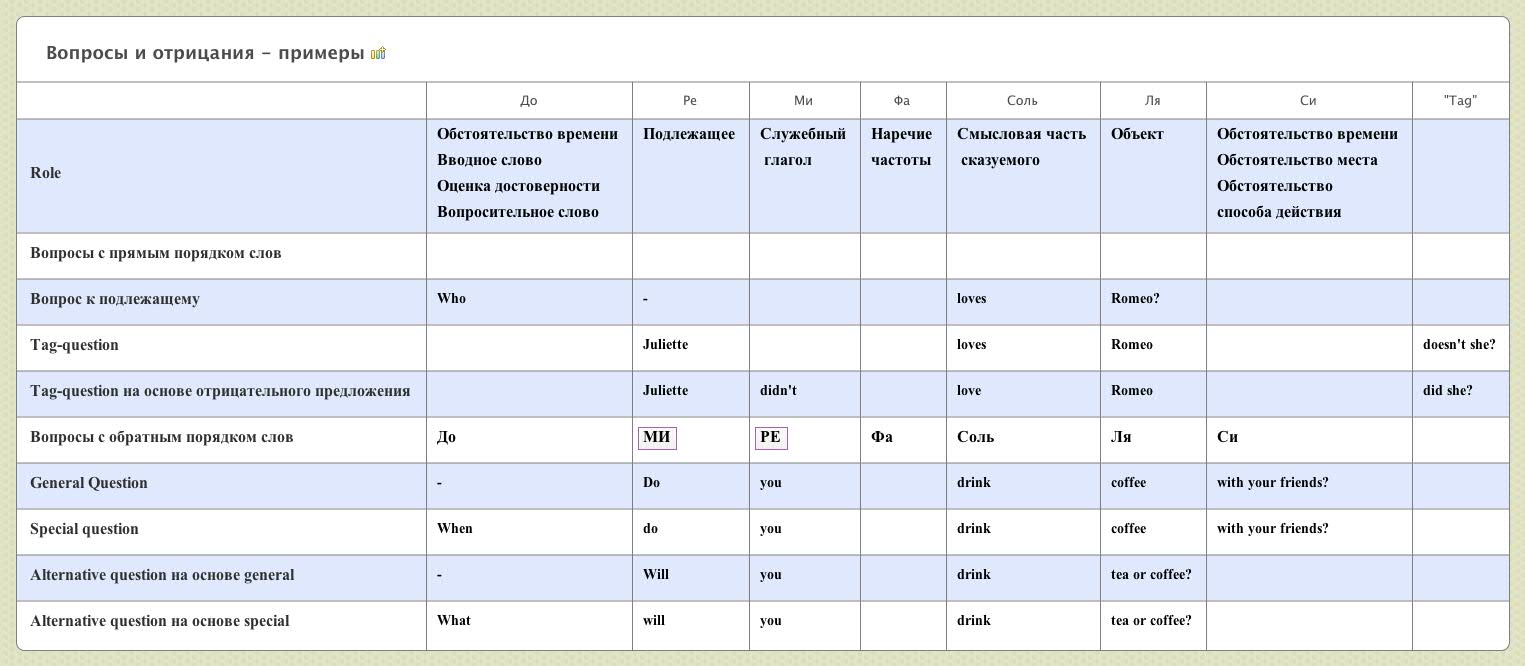 Вопросы и отрицания – примеры
До Ре Ми Фа Соль Ля Си "Tag"
Обстоятельство времени Подлежащее Служебный Наречие Смысловая часть Объект Обстоятельство времени
Вводное слово глагол частоты сказуемого Обстоятельство места
Role
Оценка достоверности Обстоятельство
Вопросительное слово способа действия
Вопросы с прямым порядком слов
Вопрос к подлежащему Who - loves Romeo?
Tag-question Juliette loves Romeo doesn't she?
Tag-question на основе отрицательного предложения Juliette didn't love Romeo did she?
Вопросы с обратным порядком слов До МИ РЕ Фа Соль Ля Си
General Question - Do you drink coffee with your friends?
Special question When do you drink coffee with your friends?
Alternative question на основе general - Will you drink tea or coffee?
Alternative question на основе special What will you drink tea or coffee?